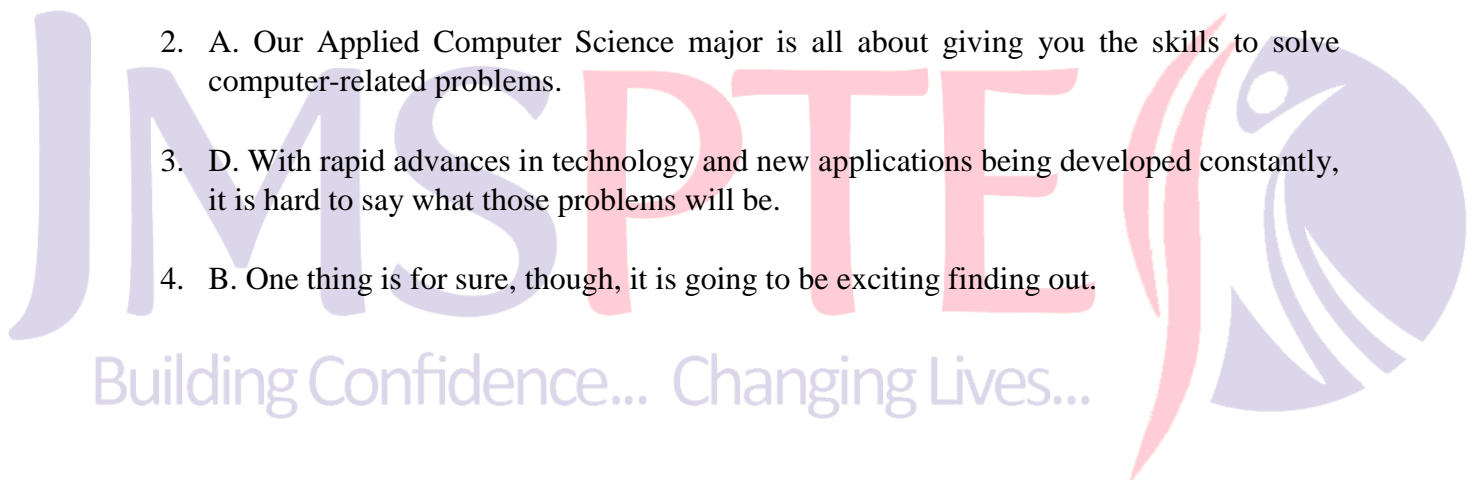 2. A. Our Applied Computer Science major is all about giving you the skills to solve
computer-related problems.
3. D. With rapid advances in technology and new applications being developed constantly,
it is hard to say what those problems will be.
4. B. One thing is for sure, though, it is going to be exciting finding out.
JMSPTE
Building Confidence... Changing Lives...